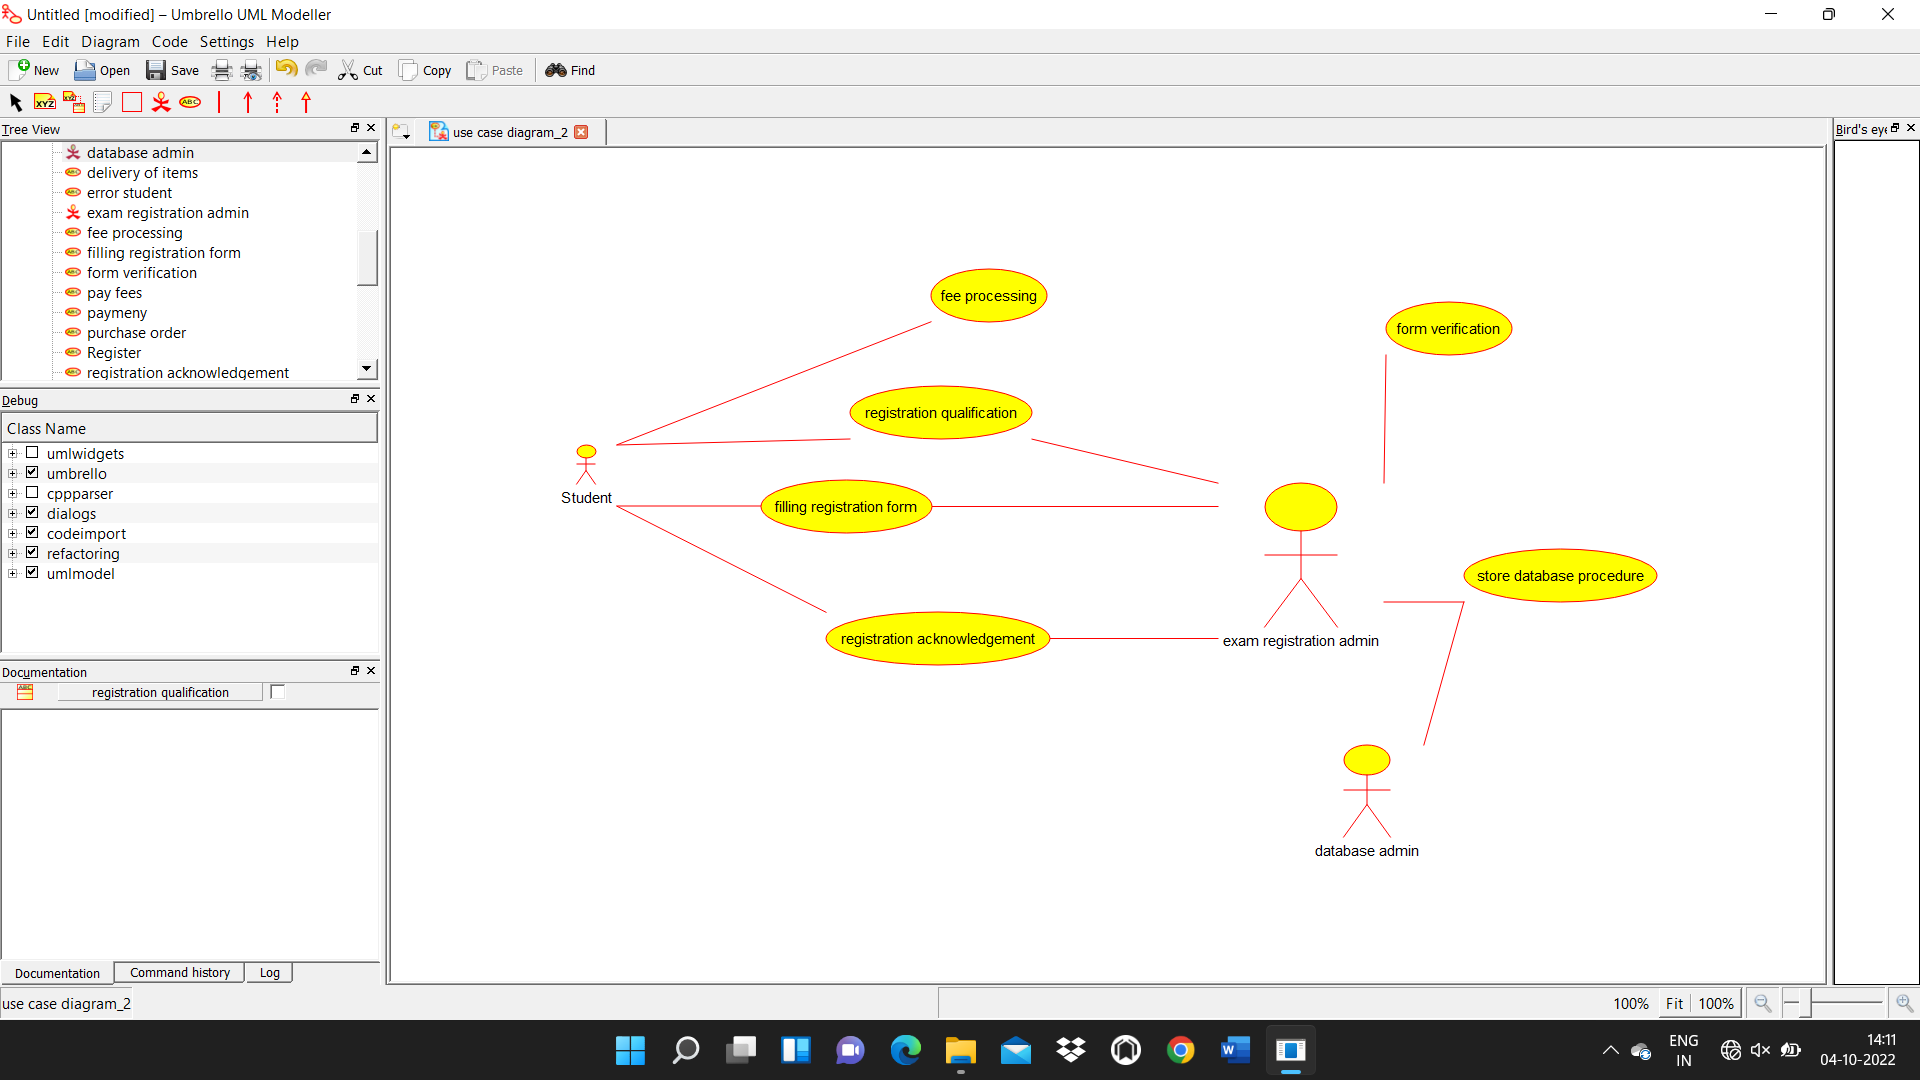 Untitled [modified] – Umbrello UML Modeller
File Edit Diagram Code Settings Help
New Open Save Cut Copy Paste Find
XYZ XYZ ABC
Tree View
use case diagram_2
Bird's eye
database admin
delivery of items
error student
exam registration admin
fee processing
filling registration form
form verification
pay fees
paymeny
purchase order
Register
registration acknowledgement
Debug
Class Name
umlwidgets
umbrello
cppparser
dialogs
codeimport
refactoring
umlmodel
Documentation
registration qualification
Documentation Command history Log
fee processing
form verification
registration qualification
Student
filling registration form
store database procedure
registration acknowledgement
exam registration admin
database admin
use case diagram_2
100% Fit 100%
ENG
IN
14:11
04-10-2022